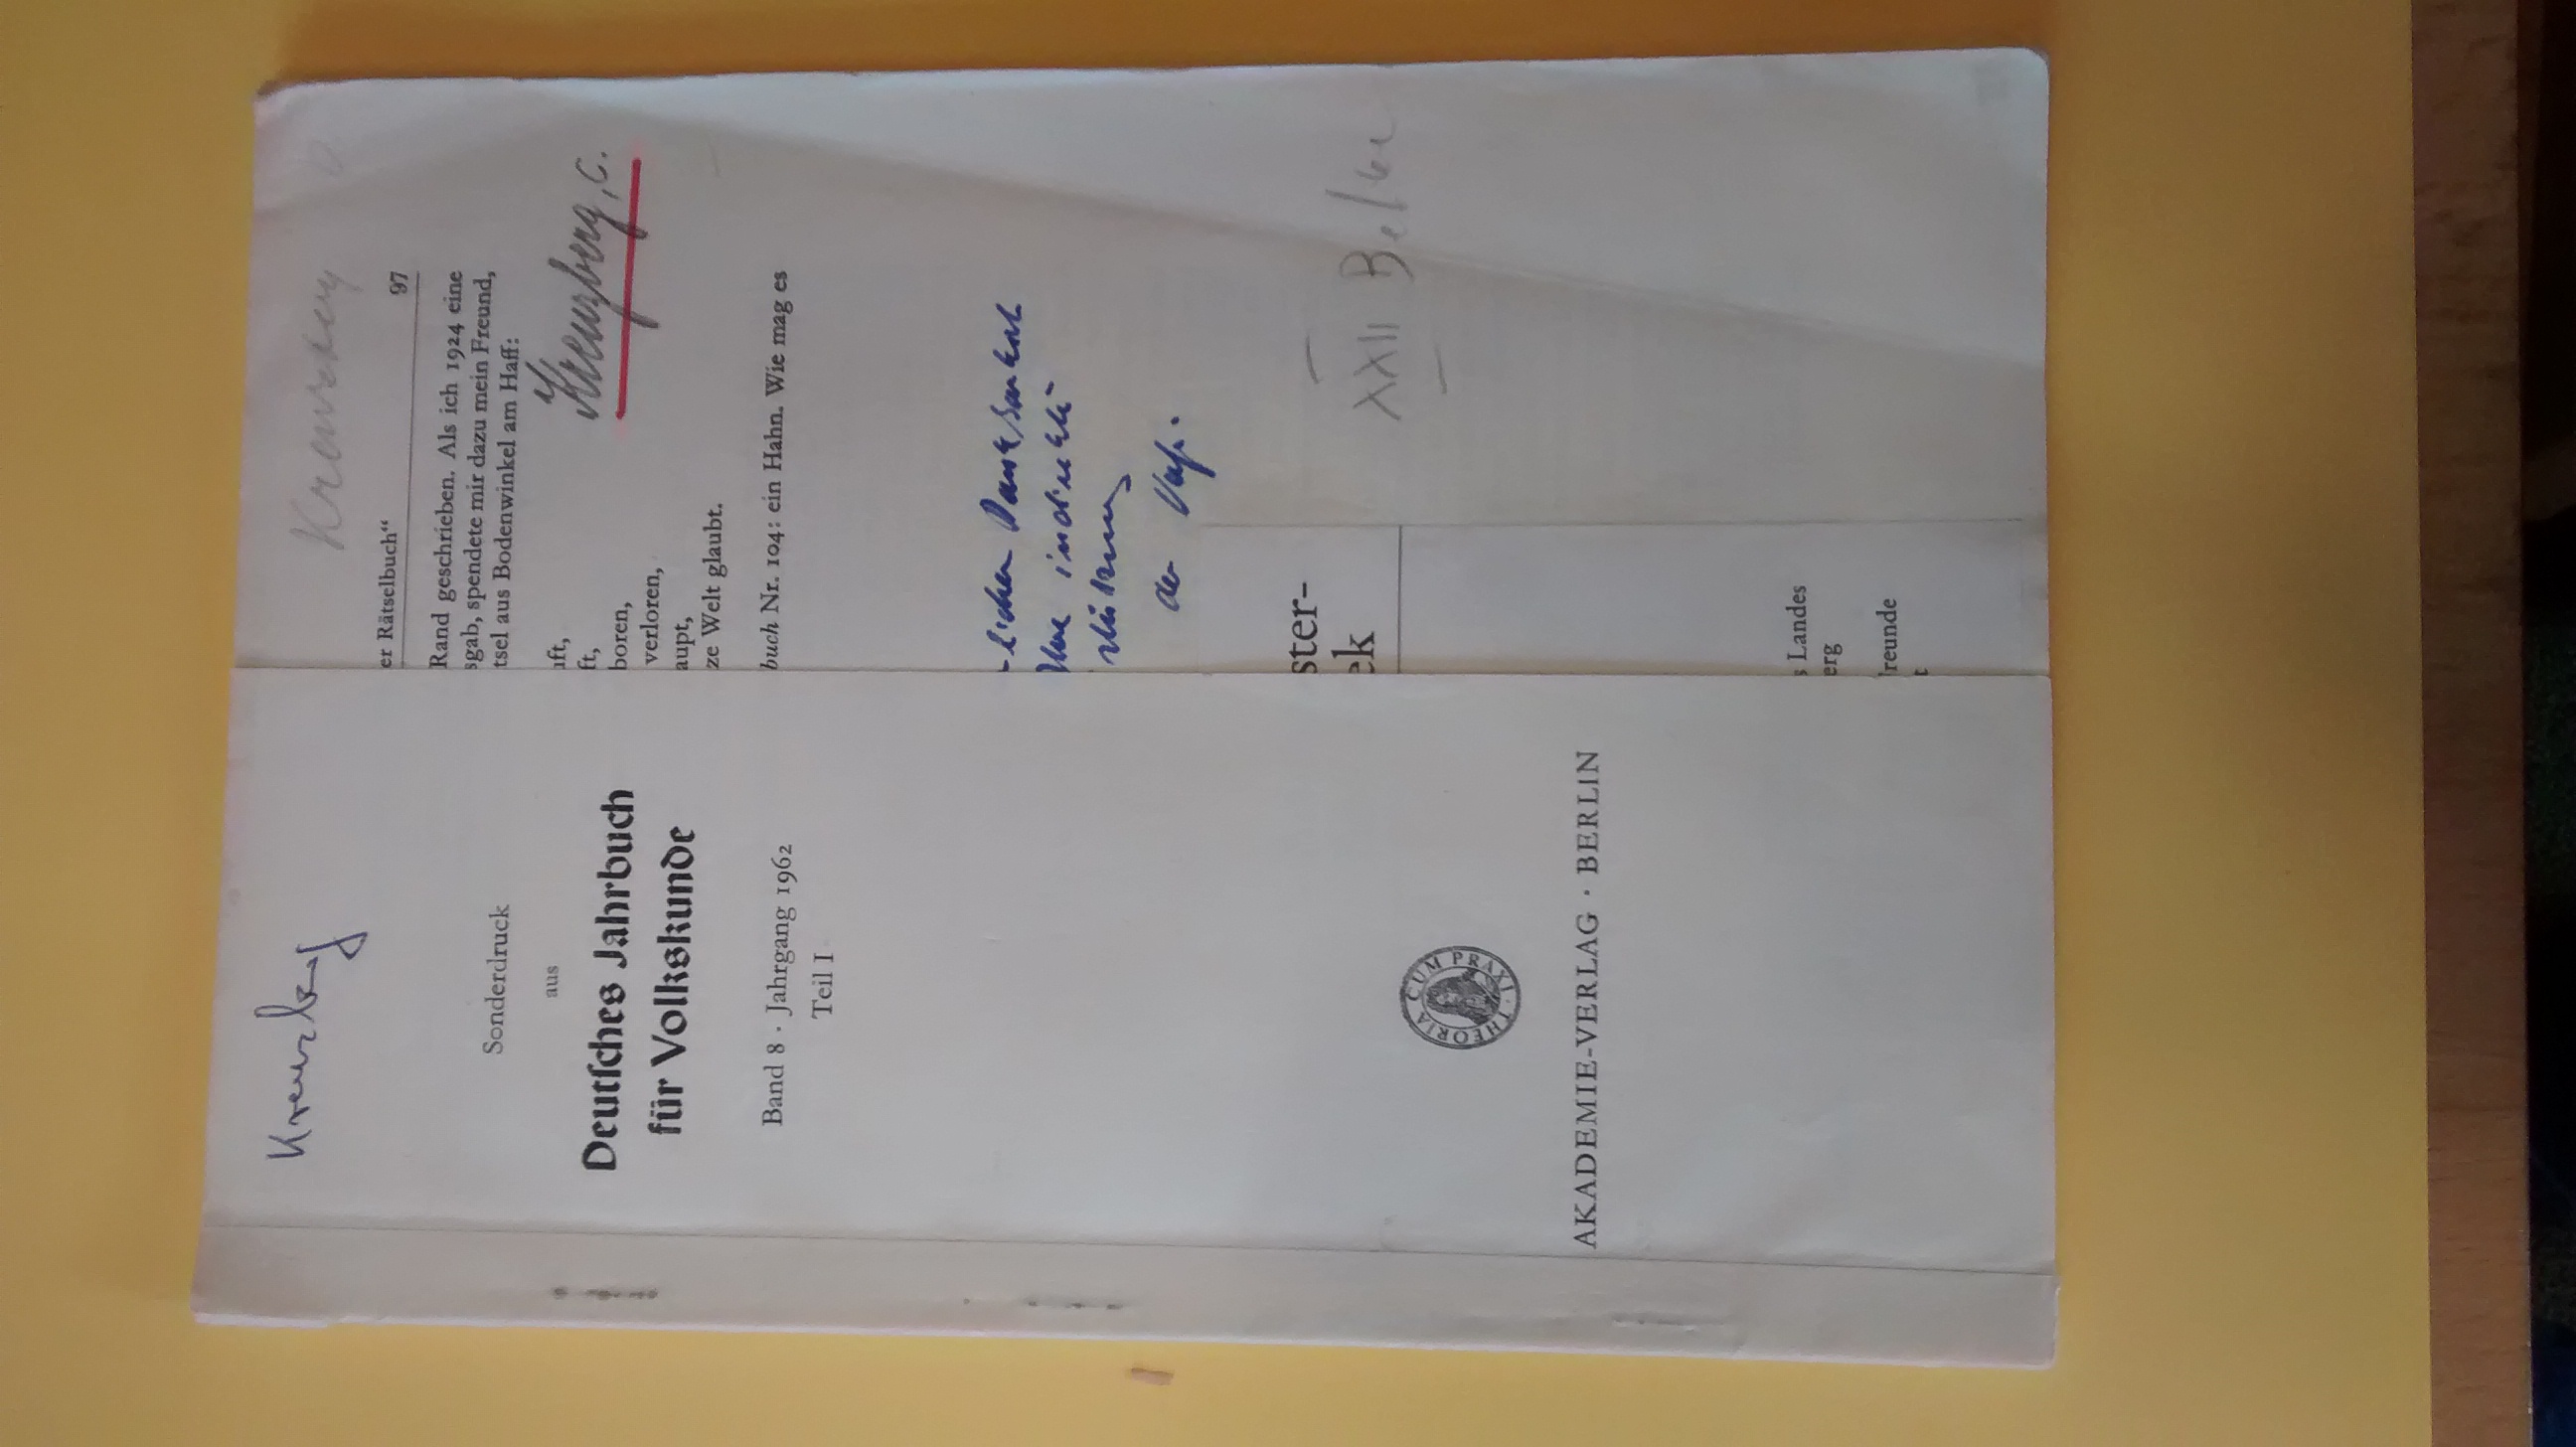 Kreuzberg
Sonderdruck
aus
Deutsches Jahrbuch
für Volkskunde
Band 8 · Jahrgang 1962
Teil I
THEORIA CUM PRAXI
AKADEMIE-VERLAG · BERLIN
er Rätselbuch“ 97
Rand geschrieben. Als ich 1924 eine
sgab, spendete mir dazu mein Freund,
tsel aus Bodenwinkel am Haff:
Kreuzberg, C.
uft,
ft,
boren,
verloren,
aupt,
ze Welt glaubt.
buch Nr. 104: ein Hahn. Wie mag es
der Verf.
ster-
ek
XXII
s Landes
erg
reunde
t